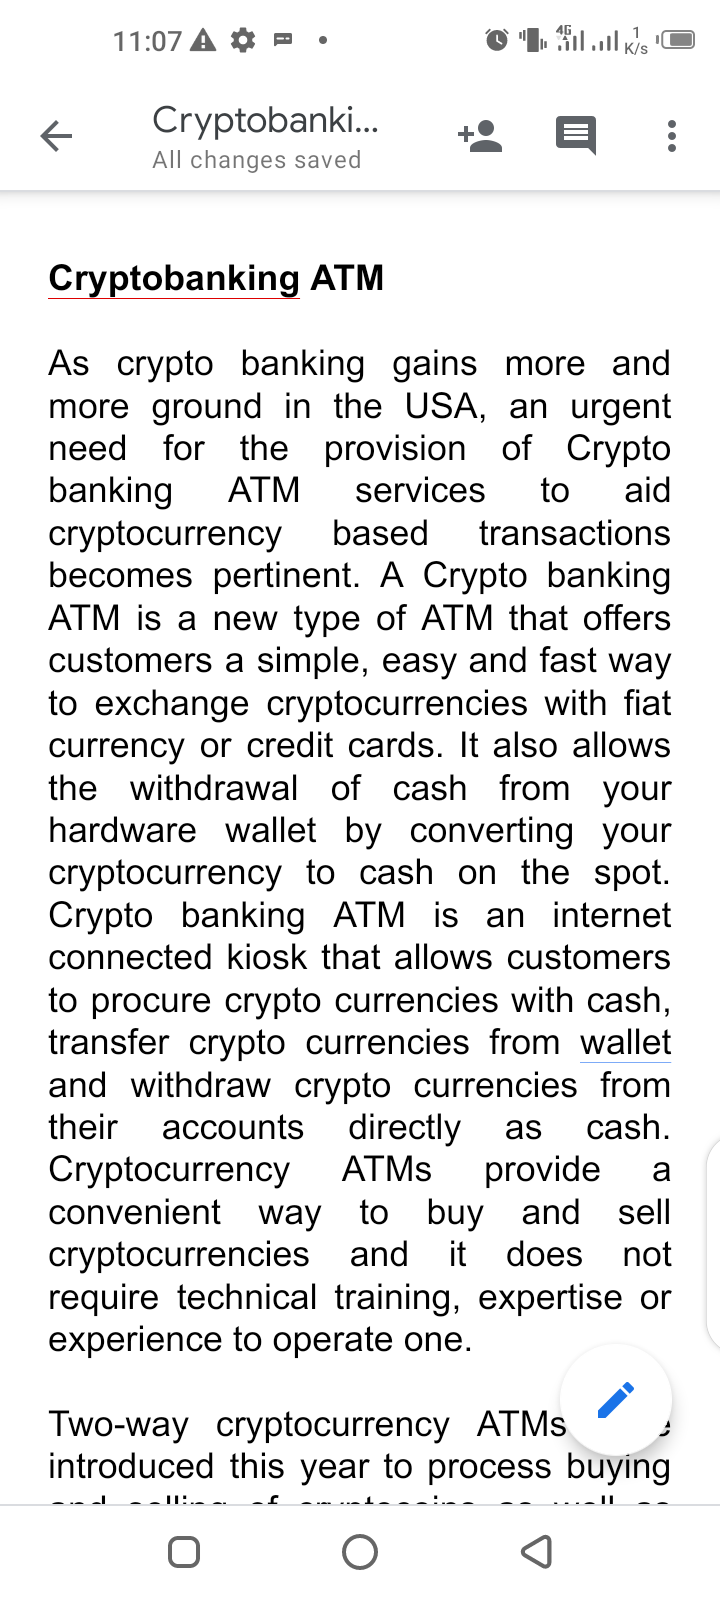 11:07
4G
1
K/s
Cryptobanki...
All changes saved
Cryptobanking ATM
As crypto banking gains more and
more ground in the USA, an urgent
need for the provision of Crypto
banking ATM services to aid
cryptocurrency based transactions
becomes pertinent. A Crypto banking
ATM is a new type of ATM that offers
customers a simple, easy and fast way
to exchange cryptocurrencies with fiat
currency or credit cards. It also allows
the withdrawal of cash from your
hardware wallet by converting your
cryptocurrency to cash on the spot.
Crypto banking ATM is an internet
connected kiosk that allows customers
to procure crypto currencies with cash,
transfer crypto currencies from wallet
and withdraw crypto currencies from
their accounts directly as cash.
Cryptocurrency ATMs provide a
convenient way to buy and sell
cryptocurrencies and it does not
require technical training, expertise or
experience to operate one.
Two-way cryptocurrency ATMs
introduced this year to process buying
and selling of cryptocoins as well as